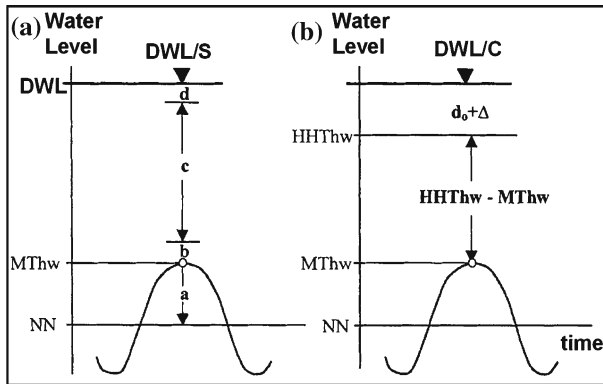 (a) Water Level
DWL/S
DWL
d
c
b
MThw
a
NN
(b) Water Level
DWL/C
d₀+Δ
HHThw
HHThw - MThw
MThw
NN
time